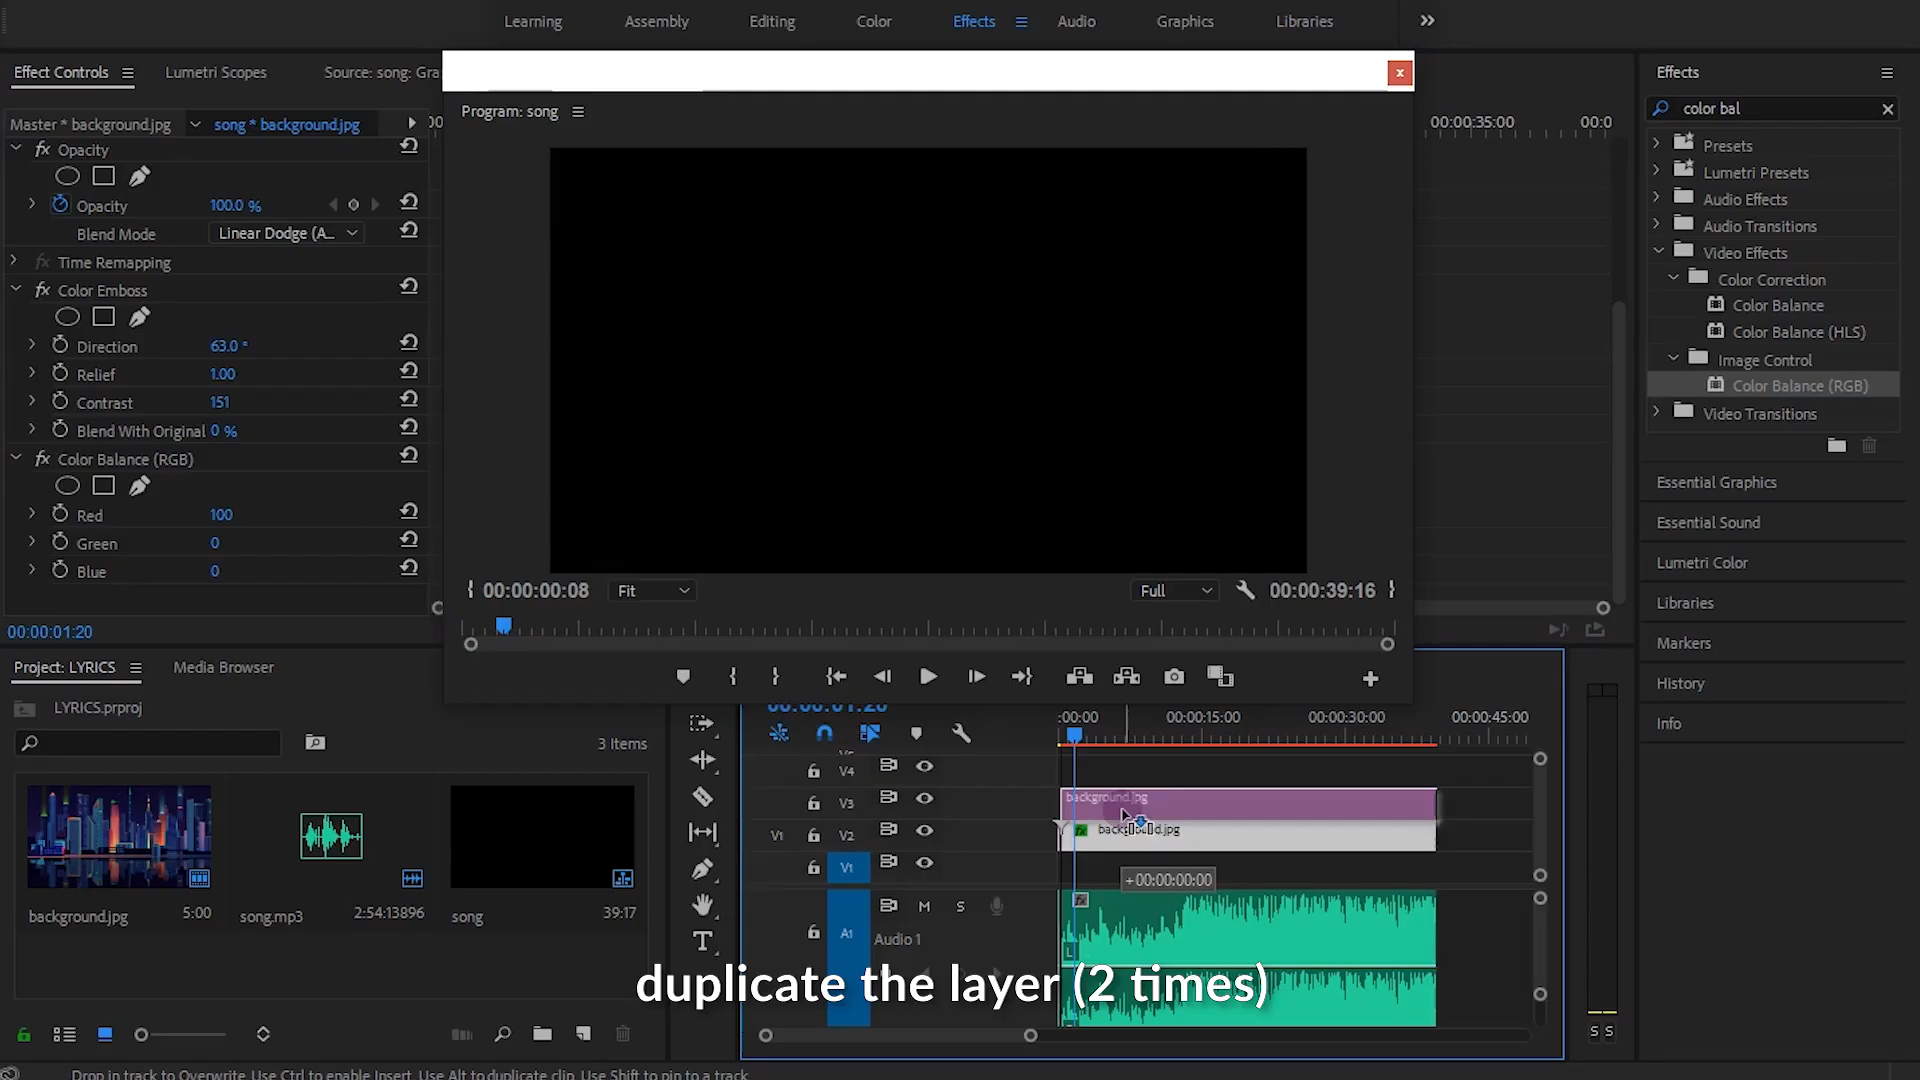 Learning
Assembly
Editing
Color
Effects
Audio
Graphics
Libraries
Effect Controls
Lumetri Scopes
Source: song: Gra
Master * background.jpg
song * background.jpg
Opacity
Opacity
100.0 %
Blend Mode
Linear Dodge (A...
Time Remapping
Color Emboss
Direction
63.0 °
Relief
1.00
Contrast
151
Blend With Original
0 %
Color Balance (RGB)
Red
100
Green
0
Blue
0
00:00:01:20
Program: song
00:00:00:08
Fit
Full
00:00:39:16
00:00:35:00
00:0
Effects
color bal
Presets
Lumetri Presets
Audio Effects
Audio Transitions
Video Effects
Color Correction
Color Balance
Color Balance (HLS)
Image Control
Color Balance (RGB)
Video Transitions
Essential Graphics
Essential Sound
Lumetri Color
Libraries
Markers
History
Info
Project: LYRICS
Media Browser
LYRICS.prproj
3 Items
background.jpg
5:00
song.mp3
2:54:13896
song
39:17
00:00:01:20
:00:00
00:00:15:00
00:00:30:00
00:00:45:00
V4
V3
background.jpg
V1
V2
V1
+00:00:00:00
A1
M
S
Audio 1
L
S S
duplicate the layer (2 times)
Drop in track to Overwrite. Use Ctrl to enable Insert. Use Alt to duplicate clip. Use Shift to pin to a track